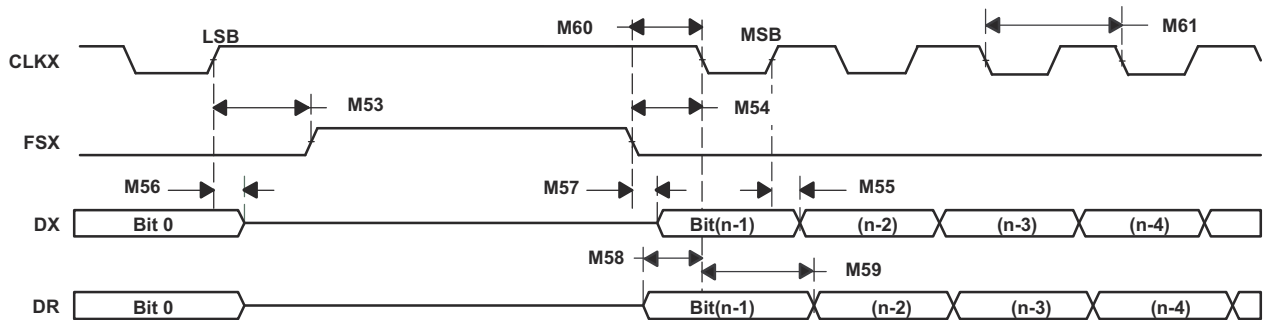 M60 M61
LSB MSB
CLKX
M53 M54
FSX
M56 M57 M55
DX Bit 0 Bit(n-1) (n-2) (n-3) (n-4)
M58 M59
DR Bit 0 Bit(n-1) (n-2) (n-3) (n-4)